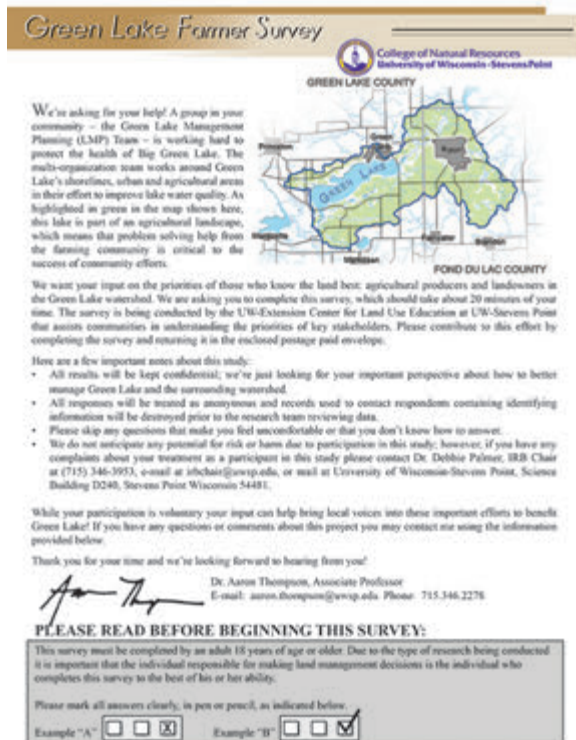 Green Lake Farmer Survey
College of Natural Resources
University of Wisconsin-Stevens Point
GREEN LAKE COUNTY
Princeton
Green Lake
Ripon
GREEN LAKE
Markesan
Fairwater
Brandon
FOND DU LAC COUNTY
We're asking for your help! A group in your
community – the Green Lake Management
Planning (LMP) Team – is working hard to
protect the health of Big Green Lake. The
multi-organization team works around Green
Lake's shorelines, urban and agricultural areas
in their effort to improve lake water quality. As
highlighted in green in the map shown here,
this lake is part of an agricultural landscape,
which means that problem solving help from
the farming community is critical to the
success of community efforts.
We want your input on the priorities of those who know the land best: agricultural producers and landowners in
the Green Lake watershed. We are asking you to complete this survey, which should take about 20 minutes of your
time. The survey is being conducted by the UW-Extension Center for Land Use Education at UW-Stevens Point
that assists communities in understanding the priorities of key stakeholders. Please contribute to this effort by
completing the survey and returning it in the enclosed postage paid envelope.
Here are a few important notes about this study:
• All results will be kept confidential; we're just looking for your important perspective about how to better
manage Green Lake and the surrounding watershed.
• All responses will be treated as anonymous and records used to contact respondents containing identifying
information will be destroyed prior to the research team reviewing data.
• Please skip any questions that make you feel uncomfortable or that you don't know how to answer.
• We do not anticipate any potential for risk or harm due to participation in this study; however, if you have any
complaints about your treatment as a participant in this study please contact Dr. Debbie Palmer, IRB Chair
at (715) 346-3953, e-mail at irbchair@uwsp.edu, or mail at University of Wisconsin-Stevens Point, Science
Building D240, Stevens Point Wisconsin 54481.
While your participation is voluntary your input can help bring local voices into these important efforts to benefit
Green Lake! If you have any questions or comments about this project you may contact me using the information
provided below.
Thank you for your time and we're looking forward to hearing from you!
Dr. Aaron Thompson, Associate Professor
E-mail: aaron.thompson@uwsp.edu Phone: 715.346.2278
PLEASE READ BEFORE BEGINNING THIS SURVEY:
This survey must be completed by an adult 18 years of age or older. Due to the type of research being conducted
it is important that the individual responsible for making land management decisions is the individual who
completes this survey to the best of his or her ability.
Please mark all answers clearly, in pen or pencil, as indicated below.
Example "A" X Example "B"